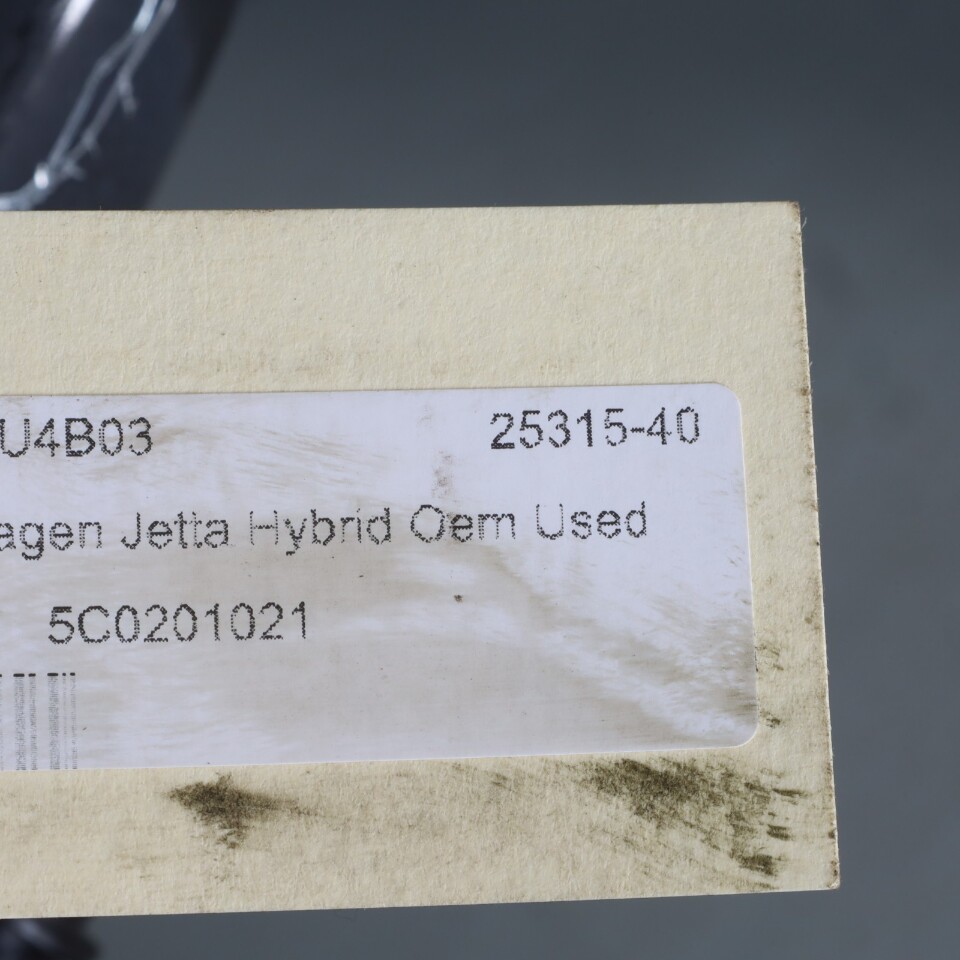 U4B03 25315-40
agen Jetta Hybrid Oem Used
5C0201021